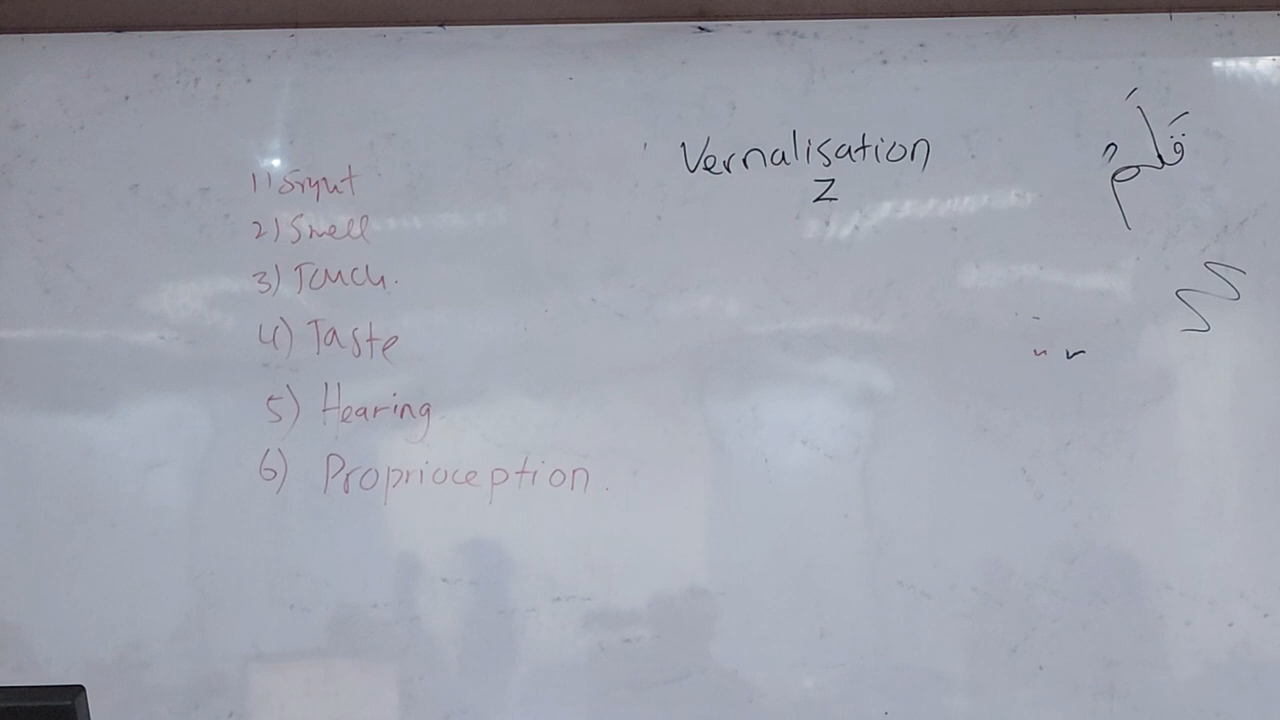 1) Sight
2) Smell
3) Touch.
4) Taste
5) Hearing
6) Proprioception.
Vernalisation
Z
قَلَمٌ